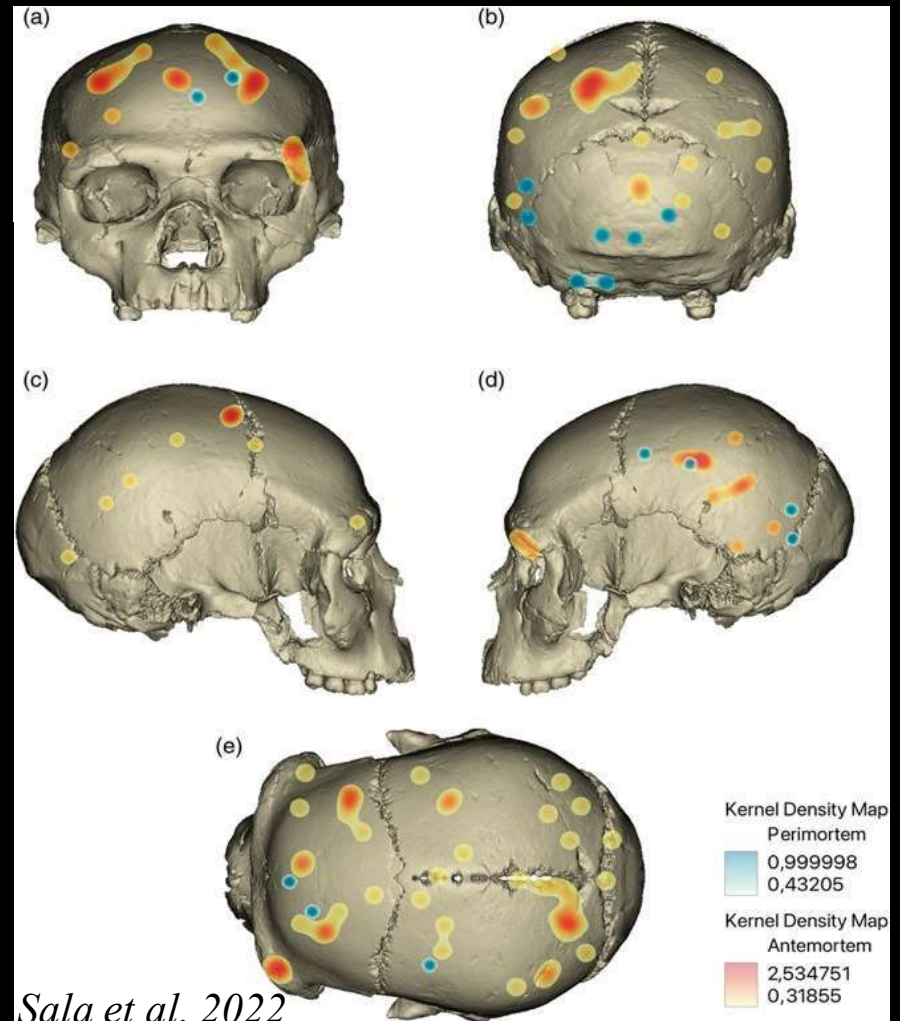 (a)
(b)
(c)
(d)
(e)
Kernel Density Map
Perimortem
0,999998
0,43205
Kernel Density Map
Antemortem
2,534751
0,31855
Sala et al. 2022